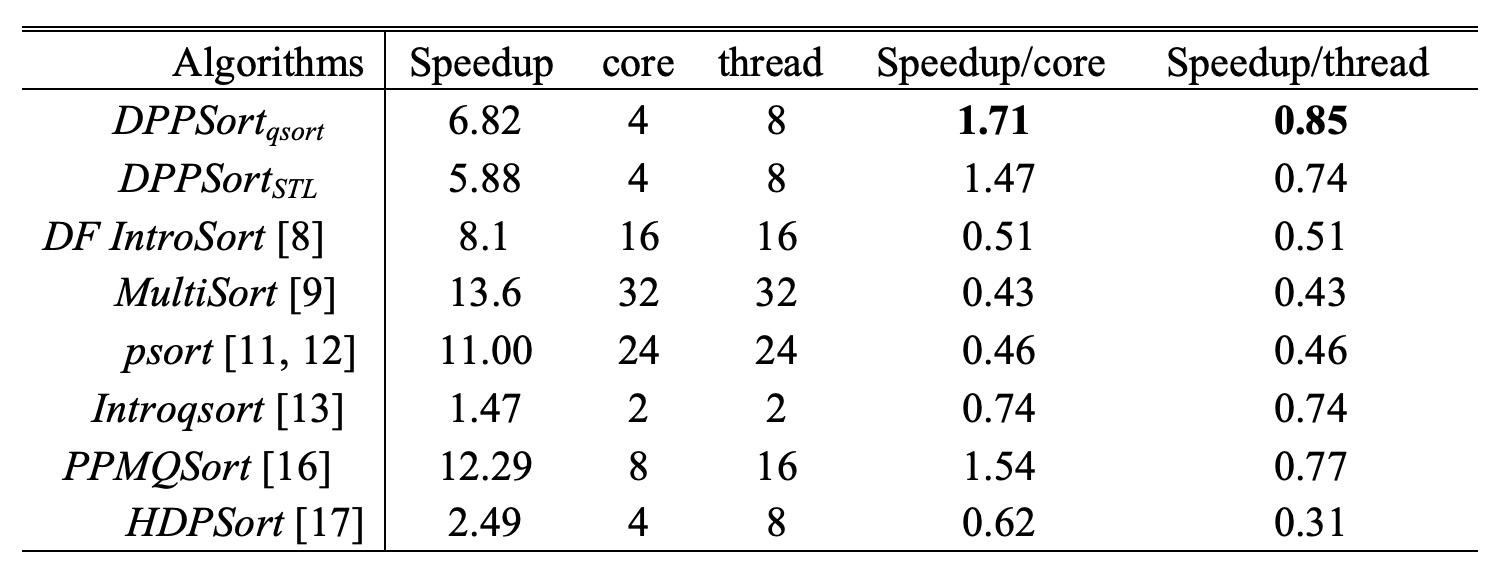 Algorithms Speedup core thread Speedup/core Speedup/thread
DPPSortqsort 6.82 4 8 1.71 0.85
DPPSortSTL 5.88 4 8 1.47 0.74
DF IntroSort [8] 8.1 16 16 0.51 0.51
MultiSort [9] 13.6 32 32 0.43 0.43
psort [11, 12] 11.00 24 24 0.46 0.46
Introqsort [13] 1.47 2 2 0.74 0.74
PPMQSort [16] 12.29 8 16 1.54 0.77
HDPSort [17] 2.49 4 8 0.62 0.31